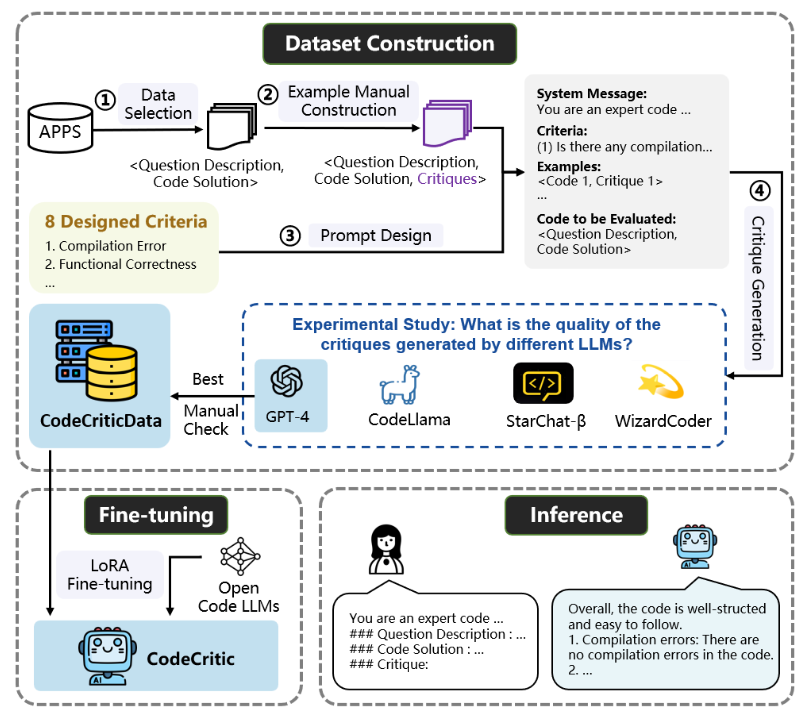 Dataset Construction
APPS
①
Data
Selection
<Question Description,
Code Solution>
②
Example Manual
Construction
<Question Description,
Code Solution, Critiques>
System Message:
You are an expert code ...
Criteria:
(1) Is there any compilation...
Examples:
<Code 1, Critique 1>
...
Code to be Evaluated:
<Question Description,
Code Solution>
8 Designed Criteria
1. Compilation Error
2. Functional Correctness
...
③
Prompt Design
④
Critique Generation
Experimental Study: What is the quality of the
critiques generated by different LLMs?
GPT-4
CodeLlama
StarChat-β
WizardCoder
Best
Manual
Check
CodeCriticData
Fine-tuning
LoRA
Fine-tuning
Open
Code LLMs
AI
CodeCritic
Inference
You are an expert code ...
### Question Description : ...
### Code Solution : ...
### Critique:
AI
Overall, the code is well-structed
and easy to follow.
1. Compilation errors: There are
no compilation errors in the code.
2. ...